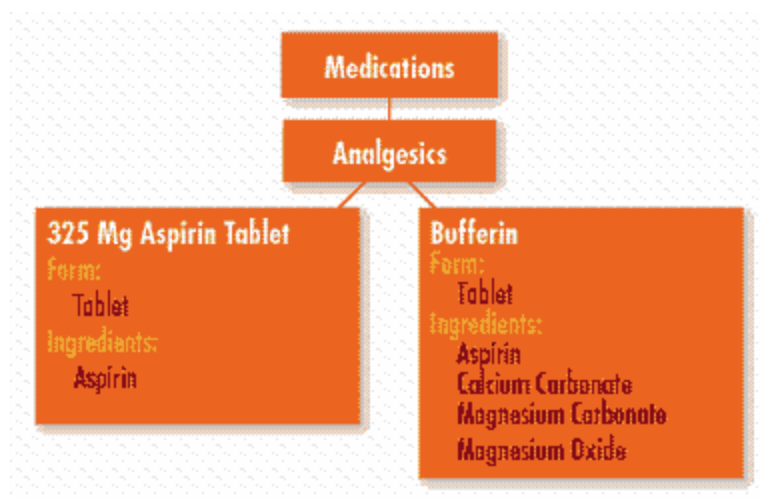 Medications
Analgesics
325 Mg Aspirin Tablet
Form:
Tablet
Ingredients:
Aspirin
Bufferin
Form:
Tablet
Ingredients:
Aspirin
Calcium Carbonate
Magnesium Carbonate
Magnesium Oxide